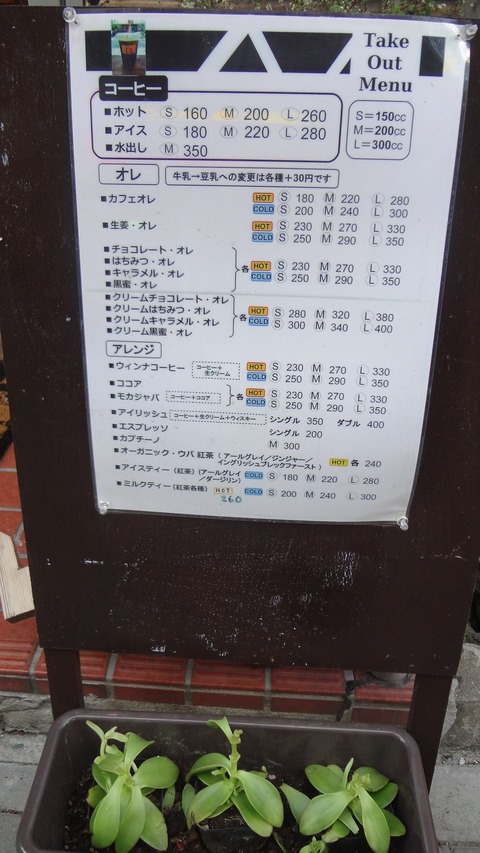 Take
Out
Menu
コーヒー
■ホット Ⓢ 160 Ⓜ 200 Ⓛ 260
■アイス Ⓢ 180 Ⓜ 220 Ⓛ 280
■水出し Ⓜ 350
S=150cc
M=200cc
L=300cc
オレ 牛乳→豆乳への変更は各種+30円です
■カフェオレ HOT Ⓢ 180 Ⓜ 220 Ⓛ 280
COLD Ⓢ 200 Ⓜ 240 Ⓛ 300
■生姜・オレ HOT Ⓢ 230 Ⓜ 270 Ⓛ 330
COLD Ⓢ 250 Ⓜ 290 Ⓛ 350
■チョコレート・オレ
■はちみつ・オレ
■キャラメル・オレ
■黒蜜・オレ
各 HOT Ⓢ 230 Ⓜ 270 Ⓛ 330
COLD Ⓢ 250 Ⓜ 290 Ⓛ 350
■クリームチョコレート・オレ
■クリームはちみつ・オレ
■クリームキャラメル・オレ
■クリーム黒蜜・オレ
各 HOT Ⓢ 280 Ⓜ 320 Ⓛ 380
COLD Ⓢ 300 Ⓜ 340 Ⓛ 400
アレンジ
■ウィンナコーヒー コーヒー+生クリーム HOT Ⓢ 230 Ⓜ 270 Ⓛ 330
COLD Ⓢ 250 Ⓜ 290 Ⓛ 350
■ココア
■モカジャバ コーヒー+ココア
各 HOT Ⓢ 230 Ⓜ 270 Ⓛ 330
COLD Ⓢ 250 Ⓜ 290 Ⓛ 350
■アイリッシュ コーヒー+生クリーム+ウィスキー シングル 350 ダブル 400
■エスプレッソ シングル 200
■カプチーノ Ⓜ 300
■オーガニック・ウバ 紅茶 (アールグレイ/ジンジャー/イングリッシュブレックファースト) HOT 各 240
■アイスティー(紅茶)(アールグレイ/ダージリン) COLD Ⓢ 180 Ⓜ 220 Ⓛ 280
■ミルクティー(紅茶各種) HOT 260 COLD Ⓢ 200 Ⓜ 240 Ⓛ 300